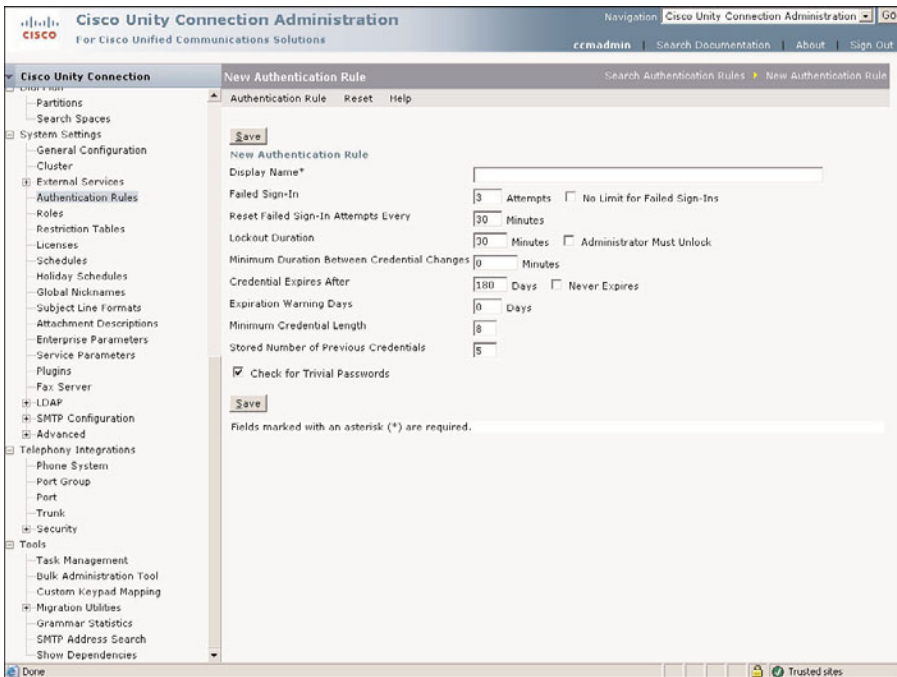 Cisco Unity Connection Administration
For Cisco Unified Communications Solutions
CISCO
Navigation Cisco Unity Connection Administration GO
ccmadmin | Search Documentation | About | Sign Out
Cisco Unity Connection
Dial Plan
Partitions
Search Spaces
System Settings
General Configuration
Cluster
External Services
Authentication Rules
Roles
Restriction Tables
Licenses
Schedules
Holiday Schedules
Global Nicknames
Subject Line Formats
Attachment Descriptions
Enterprise Parameters
Service Parameters
Plugins
Fax Server
LDAP
SMTP Configuration
Advanced
Telephony Integrations
Phone System
Port Group
Port
Trunk
Security
Tools
Task Management
Bulk Administration Tool
Custom Keypad Mapping
Migration Utilities
Grammar Statistics
SMTP Address Search
Show Dependencies
New Authentication Rule
Search Authentication Rules New Authentication Rule
Authentication Rule Reset Help
Save
New Authentication Rule
Display Name*
Failed Sign-In 3 Attempts No Limit for Failed Sign-Ins
Reset Failed Sign-In Attempts Every 30 Minutes
Lockout Duration 30 Minutes Administrator Must Unlock
Minimum Duration Between Credential Changes 0 Minutes
Credential Expires After 180 Days Never Expires
Expiration Warning Days 0 Days
Minimum Credential Length 8
Stored Number of Previous Credentials 5
Check for Trivial Passwords
Save
Fields marked with an asterisk (*) are required.
Done
Trusted sites